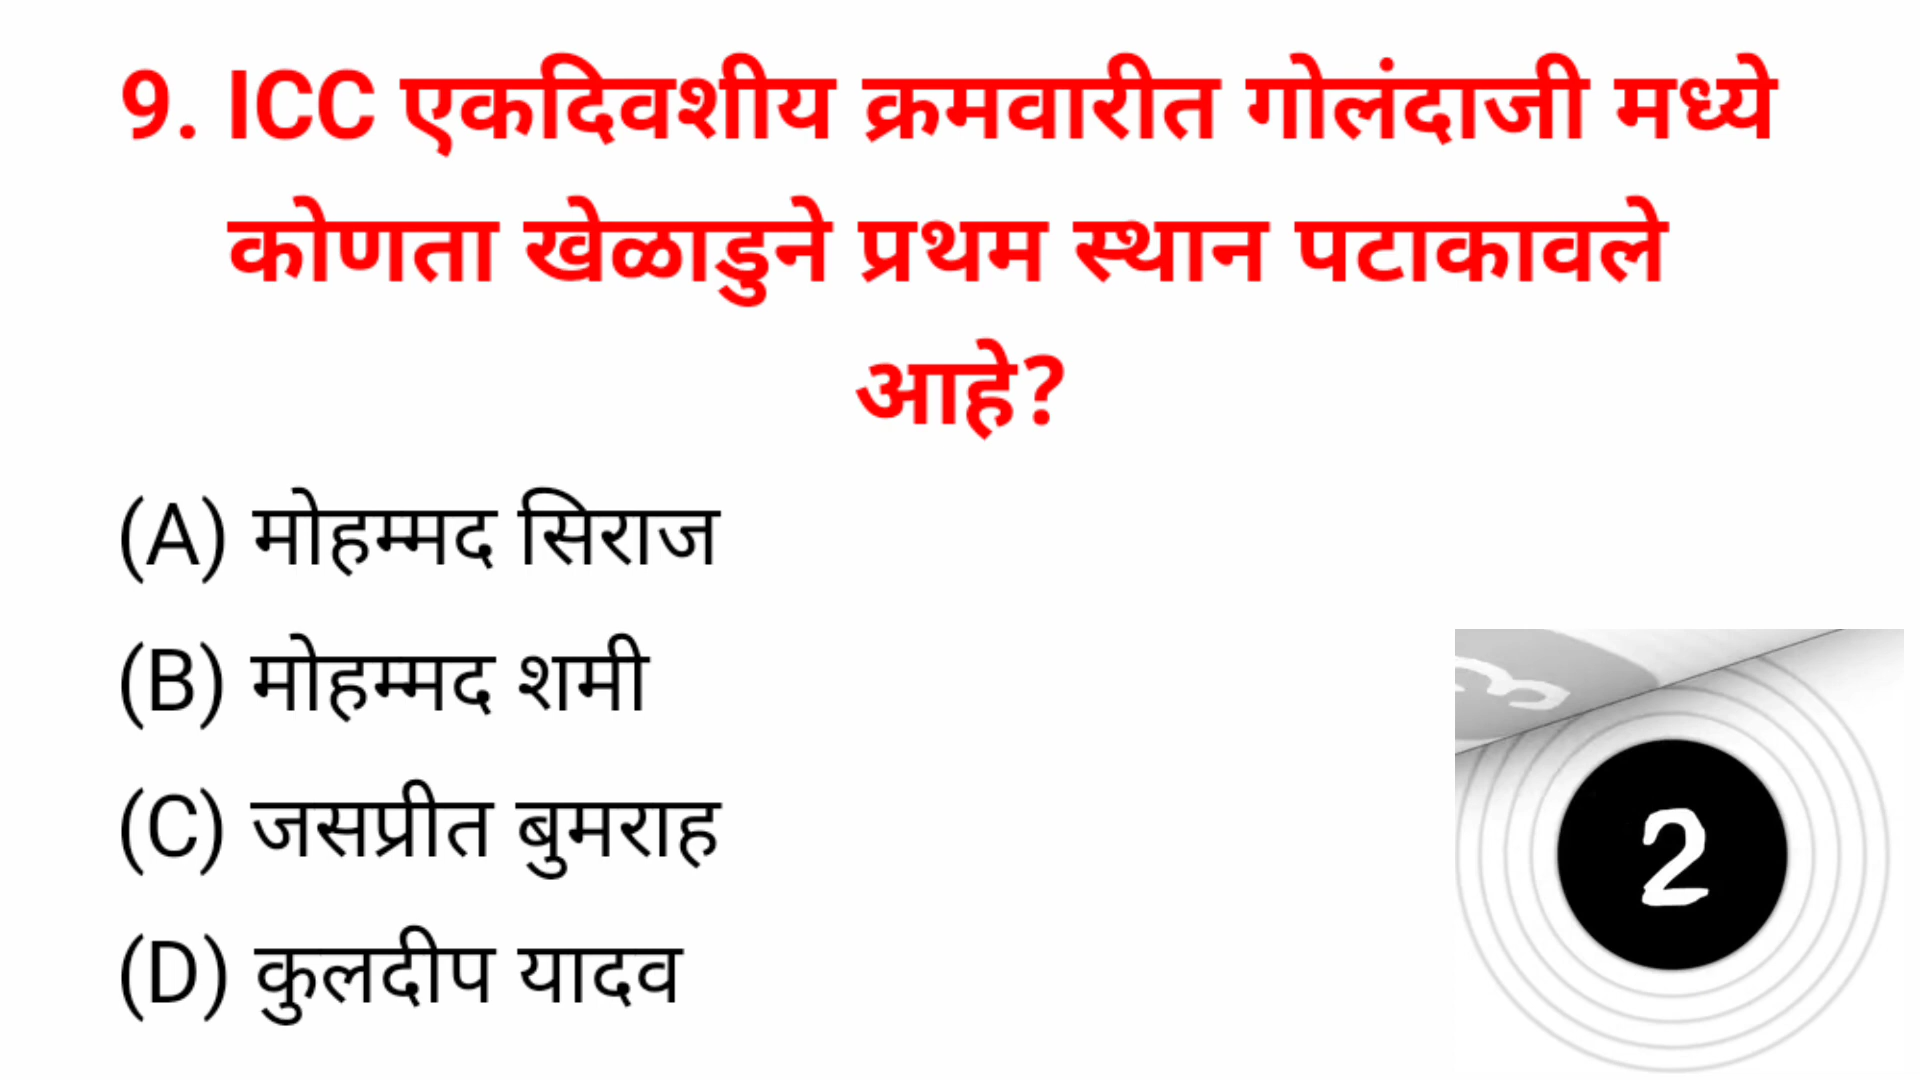 9. ICC एकदिवशीय क्रमवारीत गोलंदाजी मध्ये
कोणता खेळाडुने प्रथम स्थान पटाकावले
आहे?
(A) मोहम्मद सिराज
(B) मोहम्मद शमी
(C) जसप्रीत बुमराह
(D) कुलदीप यादव
3
2